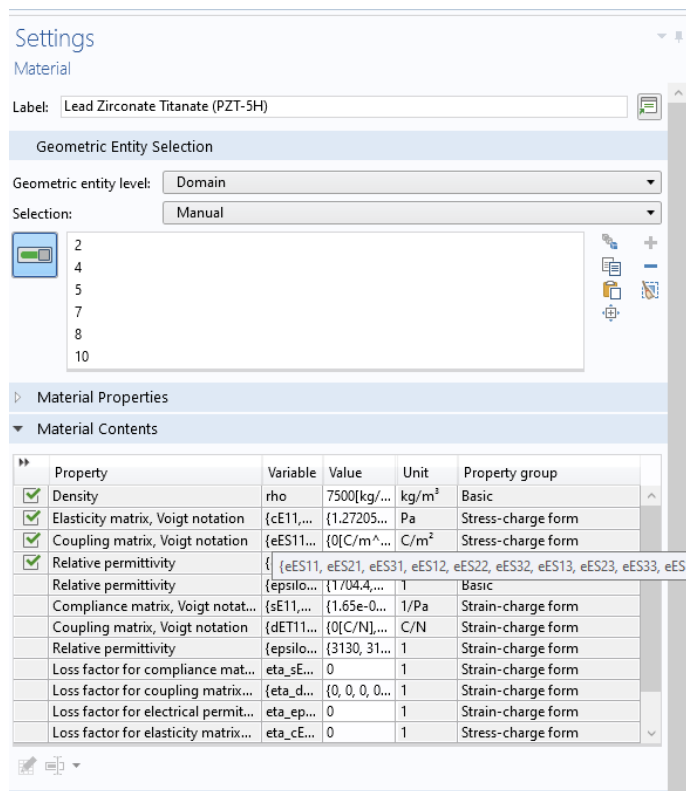 Settings
Material
Label: Lead Zirconate Titanate (PZT-5H)
Geometric Entity Selection
Geometric entity level: Domain
Selection: Manual
2
4
5
7
8
10
Material Properties
Material Contents
Property Variable Value Unit Property group
Density rho 7500[kg/... kg/m³ Basic
Elasticity matrix, Voigt notation {cE11,... {1.27205... Pa Stress-charge form
Coupling matrix, Voigt notation {eES11... {0[C/m^... C/m² Stress-charge form
Relative permittivity { {eES11, eES21, eES31, eES12, eES22, eES32, eES13, eES23, eES33, eES
Relative permittivity {epsilo... {1704.4,... 1 Basic
Compliance matrix, Voigt notat... {sE11,... {1.65e-0... 1/Pa Strain-charge form
Coupling matrix, Voigt notation {dET11... {0[C/N],... C/N Strain-charge form
Relative permittivity {epsilo... {3130, 31... 1 Strain-charge form
Loss factor for compliance mat... eta_sE... 0 1 Strain-charge form
Loss factor for coupling matrix... {eta_d... {0, 0, 0, 0... 1 Strain-charge form
Loss factor for electrical permit... eta_ep... 0 1 Strain-charge form
Loss factor for elasticity matrix... eta_cE... 0 1 Stress-charge form